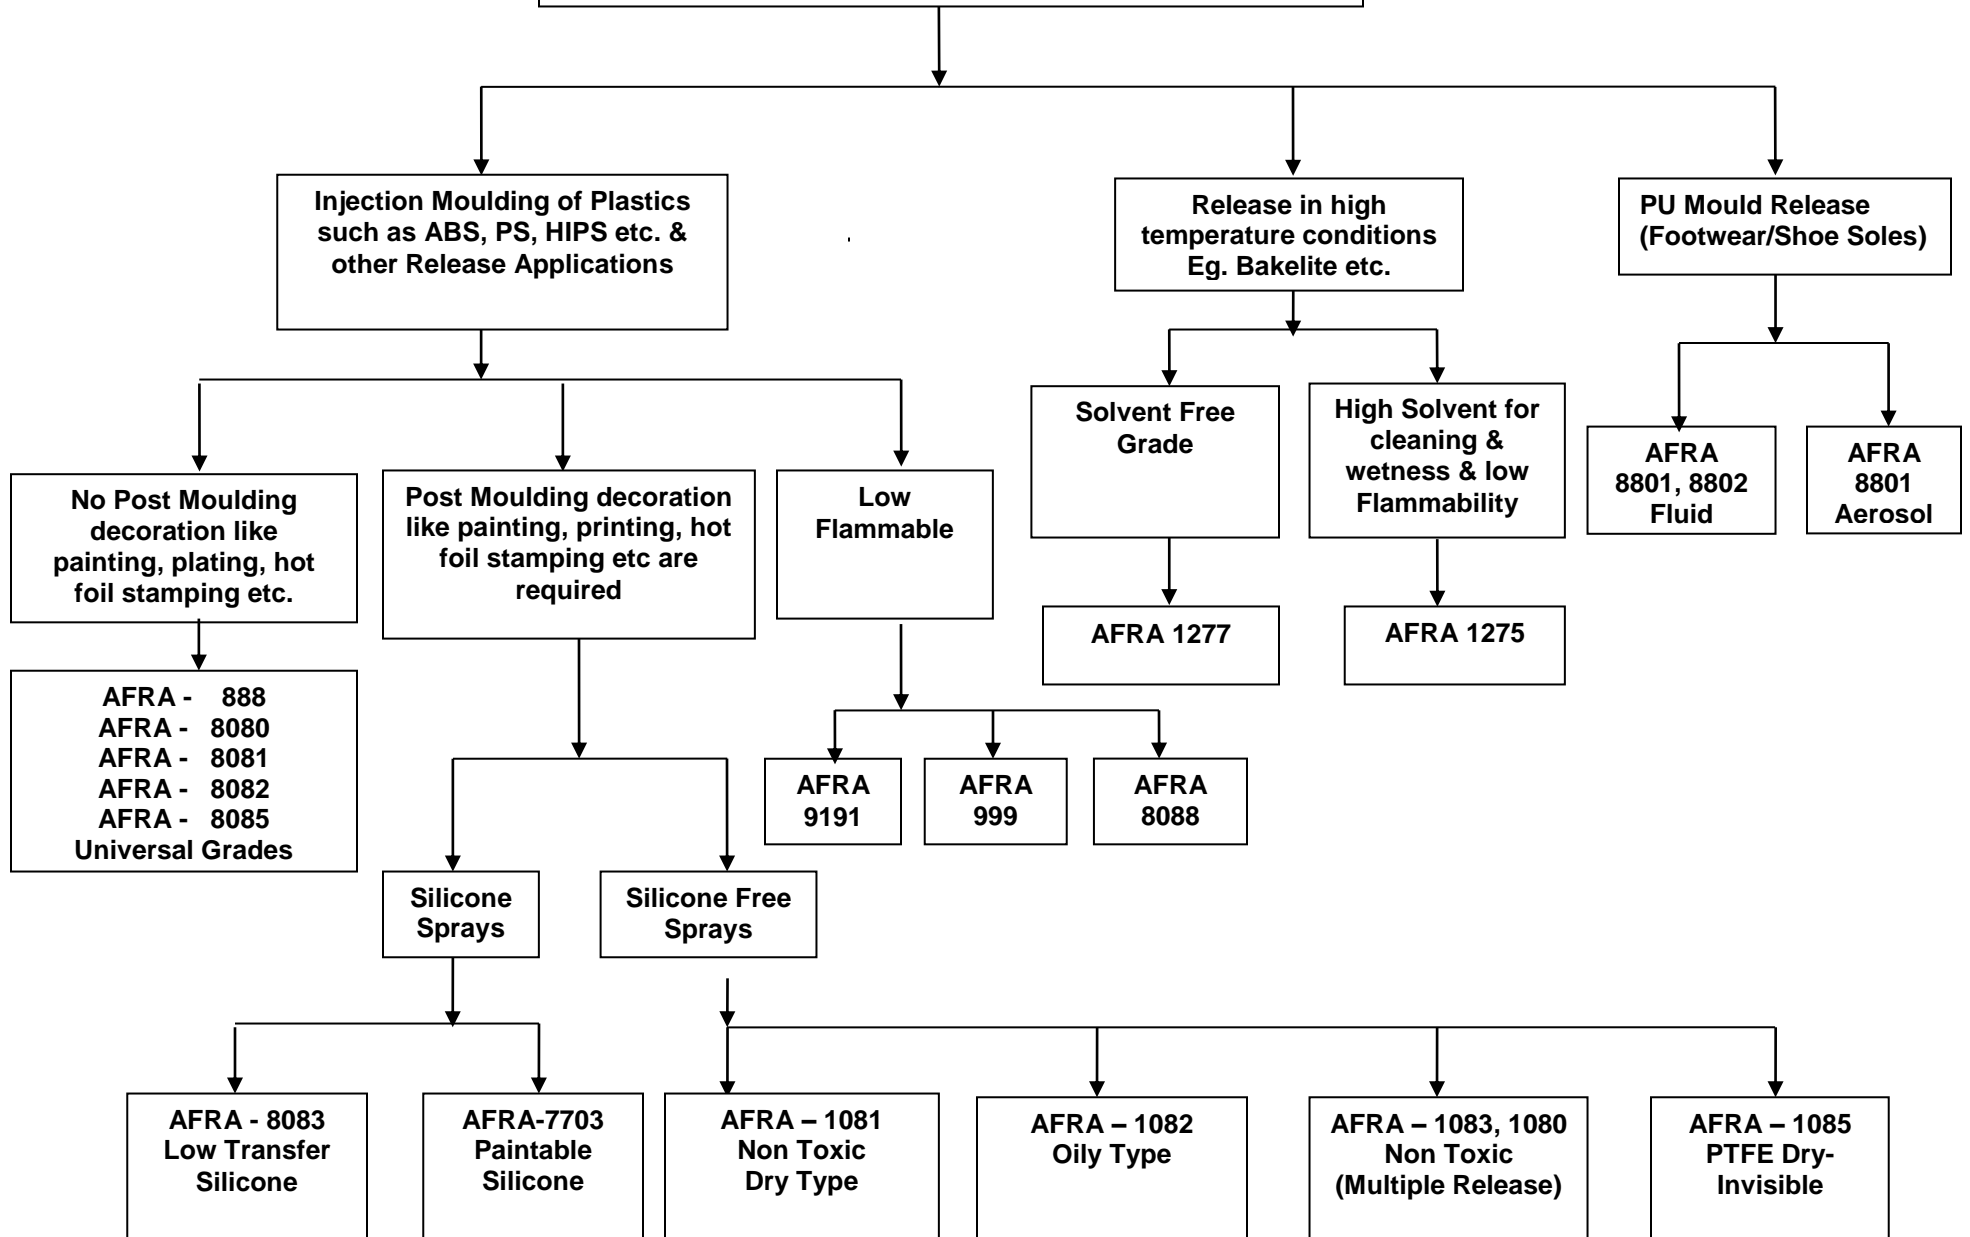 Injection Moulding of Plastics
such as ABS, PS, HIPS etc. &
other Release Applications
Release in high
temperature conditions
Eg. Bakelite etc.
PU Mould Release
(Footwear/Shoe Soles)
No Post Moulding
decoration like
painting, plating, hot
foil stamping etc.
Post Moulding decoration
like painting, printing, hot
foil stamping etc are
required
Low
Flammable
Solvent Free
Grade
High Solvent for
cleaning &
wetness & low
Flammability
AFRA
8801, 8802
Fluid
AFRA
8801
Aerosol
AFRA 1277
AFRA 1275
AFRA - 888
AFRA - 8080
AFRA - 8081
AFRA - 8082
AFRA - 8085
Universal Grades
AFRA
9191
AFRA
999
AFRA
8088
Silicone
Sprays
Silicone Free
Sprays
AFRA - 8083
Low Transfer
Silicone
AFRA-7703
Paintable
Silicone
AFRA – 1081
Non Toxic
Dry Type
AFRA – 1082
Oily Type
AFRA – 1083, 1080
Non Toxic
(Multiple Release)
AFRA – 1085
PTFE Dry-
Invisible